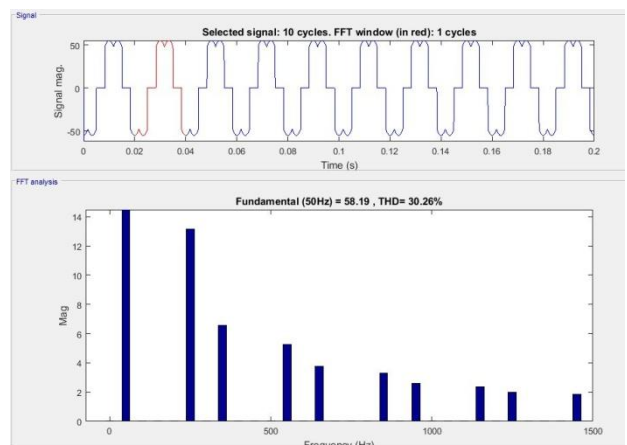 Signal
Selected signal: 10 cycles. FFT window (in red): 1 cycles
50
0
-50
Signal mag.
0 0.02 0.04 0.06 0.08 0.1 0.12 0.14 0.16 0.18 0.2
Time (s)
FFT analysis
Fundamental (50Hz) = 58.19 , THD= 30.26%
14
12
10
8
6
4
2
0
Mag
0 500 1000 1500
Frequency (Hz)